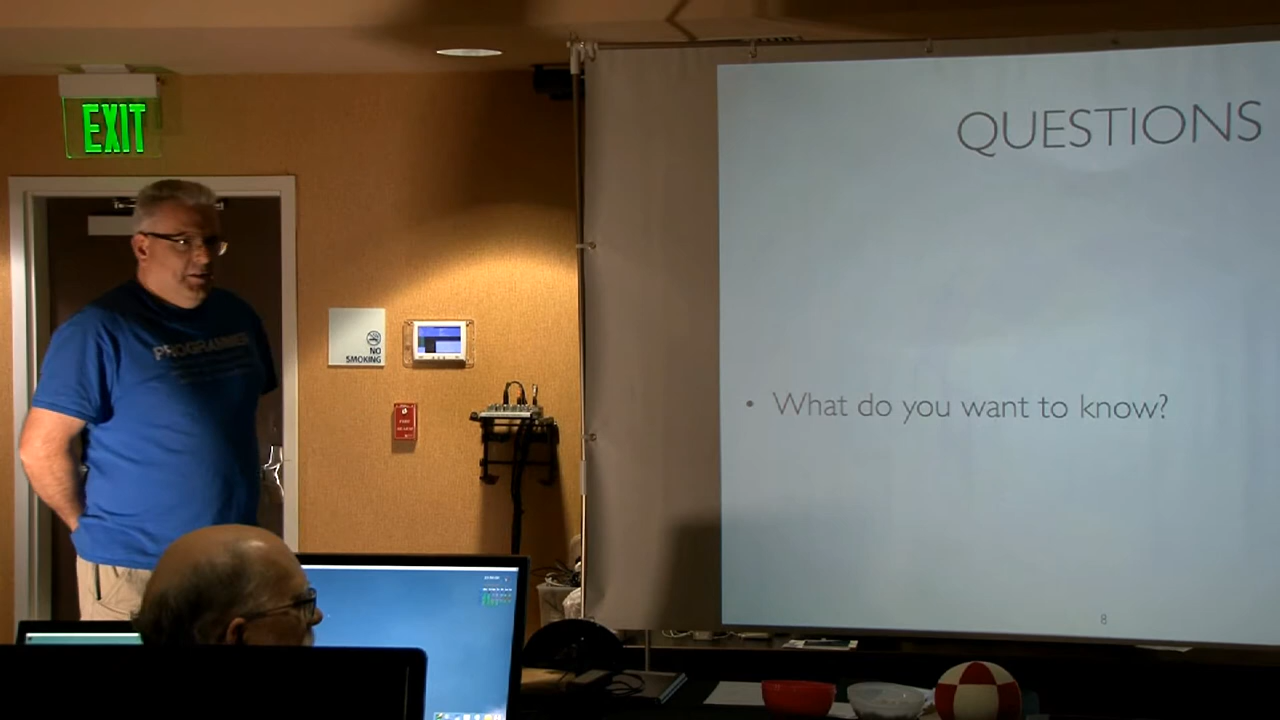 EXIT
QUESTIONS
PROGRAMMER
NO
SMOKING
• What do you want to know?
8